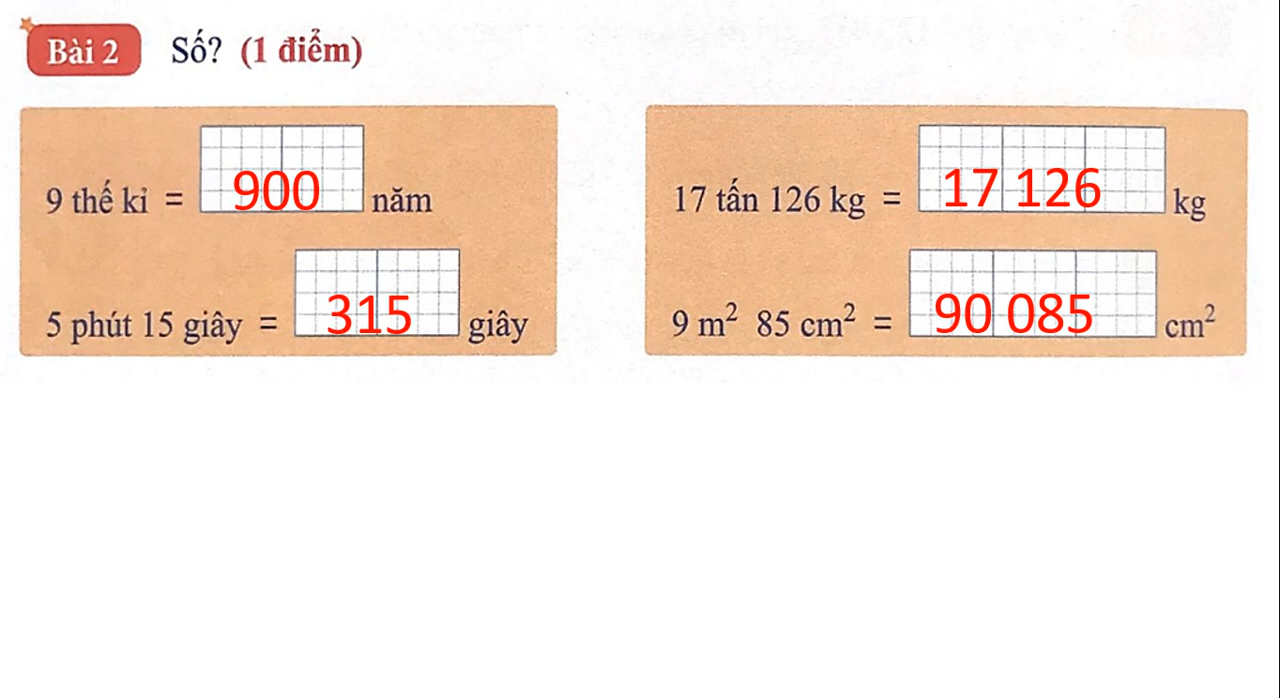 Bài 2 Số? (1 điểm)
9 thế kỉ = 900 năm
5 phút 15 giây = 315 giây
17 tấn 126 kg = 17 126 kg
9 m² 85 cm² = 90 085 cm²